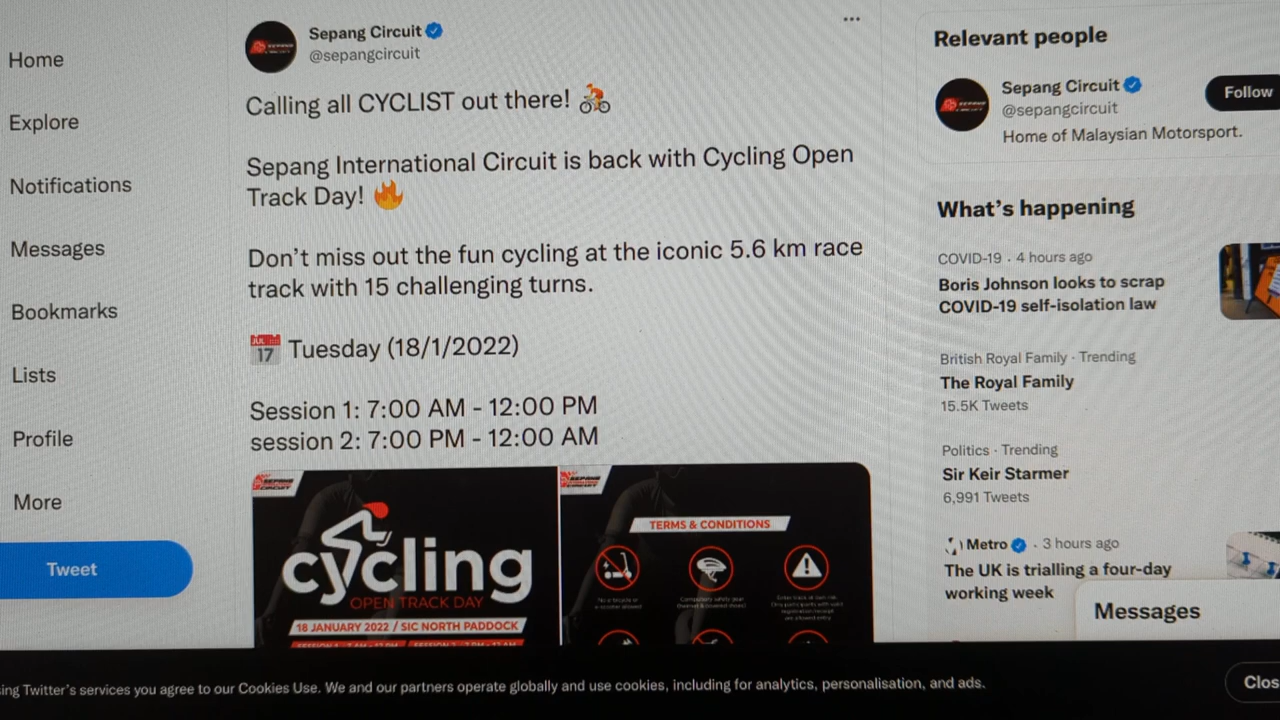 Home
Explore
Notifications
Messages
Bookmarks
Lists
Profile
More
Tweet
Sepang Circuit
@sepangcircuit
Calling all CYCLIST out there! 🚴
Sepang International Circuit is back with Cycling Open
Track Day! 🔥
Don't miss out the fun cycling at the iconic 5.6 km race
track with 15 challenging turns.
📅 Tuesday (18/1/2022)
Session 1: 7:00 AM - 12:00 PM
session 2: 7:00 PM - 12:00 AM
SEPANG
CIRCUIT
cycling
OPEN TRACK DAY
18 JANUARY 2022 / SIC NORTH PADDOCK
SEPANG
CIRCUIT
TERMS & CONDITIONS
Relevant people
Sepang Circuit
@sepangcircuit
Follow
Home of Malaysian Motorsport.
What's happening
COVID-19 · 4 hours ago
Boris Johnson looks to scrap
COVID-19 self-isolation law
British Royal Family · Trending
The Royal Family
15.5K Tweets
Politics · Trending
Sir Keir Starmer
6,991 Tweets
Metro · 3 hours ago
The UK is trialling a four-day
working week
Messages
ing Twitter's services you agree to our Cookies Use. We and our partners operate globally and use cookies, including for analytics, personalisation, and ads.
Clos